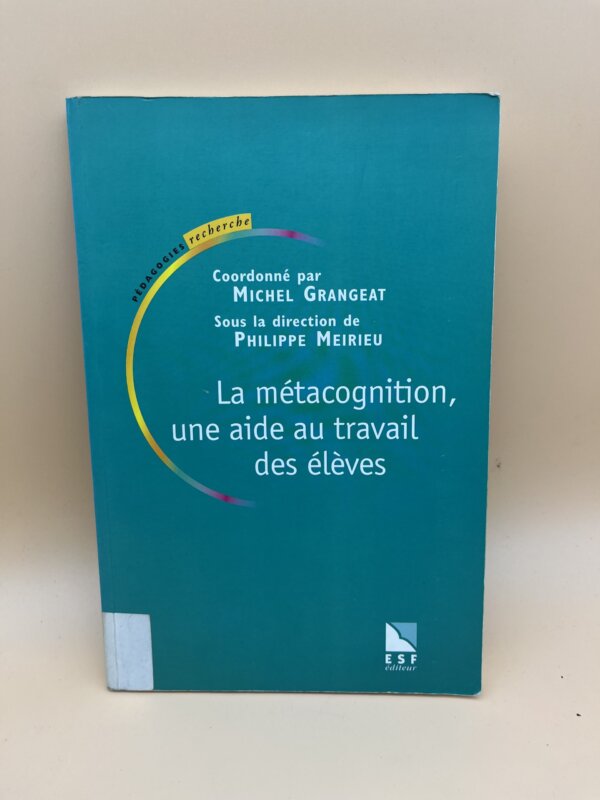 PÉDAGOGIES recherche
Coordonné par
MICHEL GRANGEAT
Sous la direction de
PHILIPPE MEIRIEU
La métacognition,
une aide au travail
des élèves
ESF
éditeur